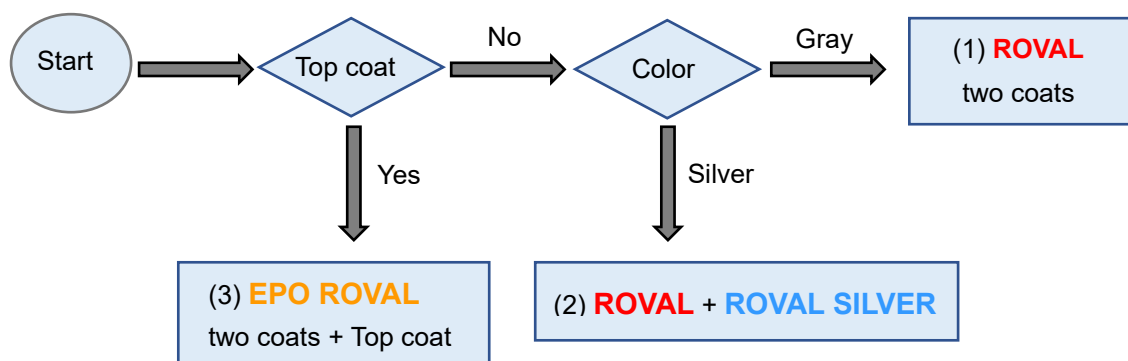 Start
Top coat
No
Color
Gray
(1) ROVAL
two coats
Yes
Silver
(3) EPO ROVAL
two coats + Top coat
(2) ROVAL + ROVAL SILVER